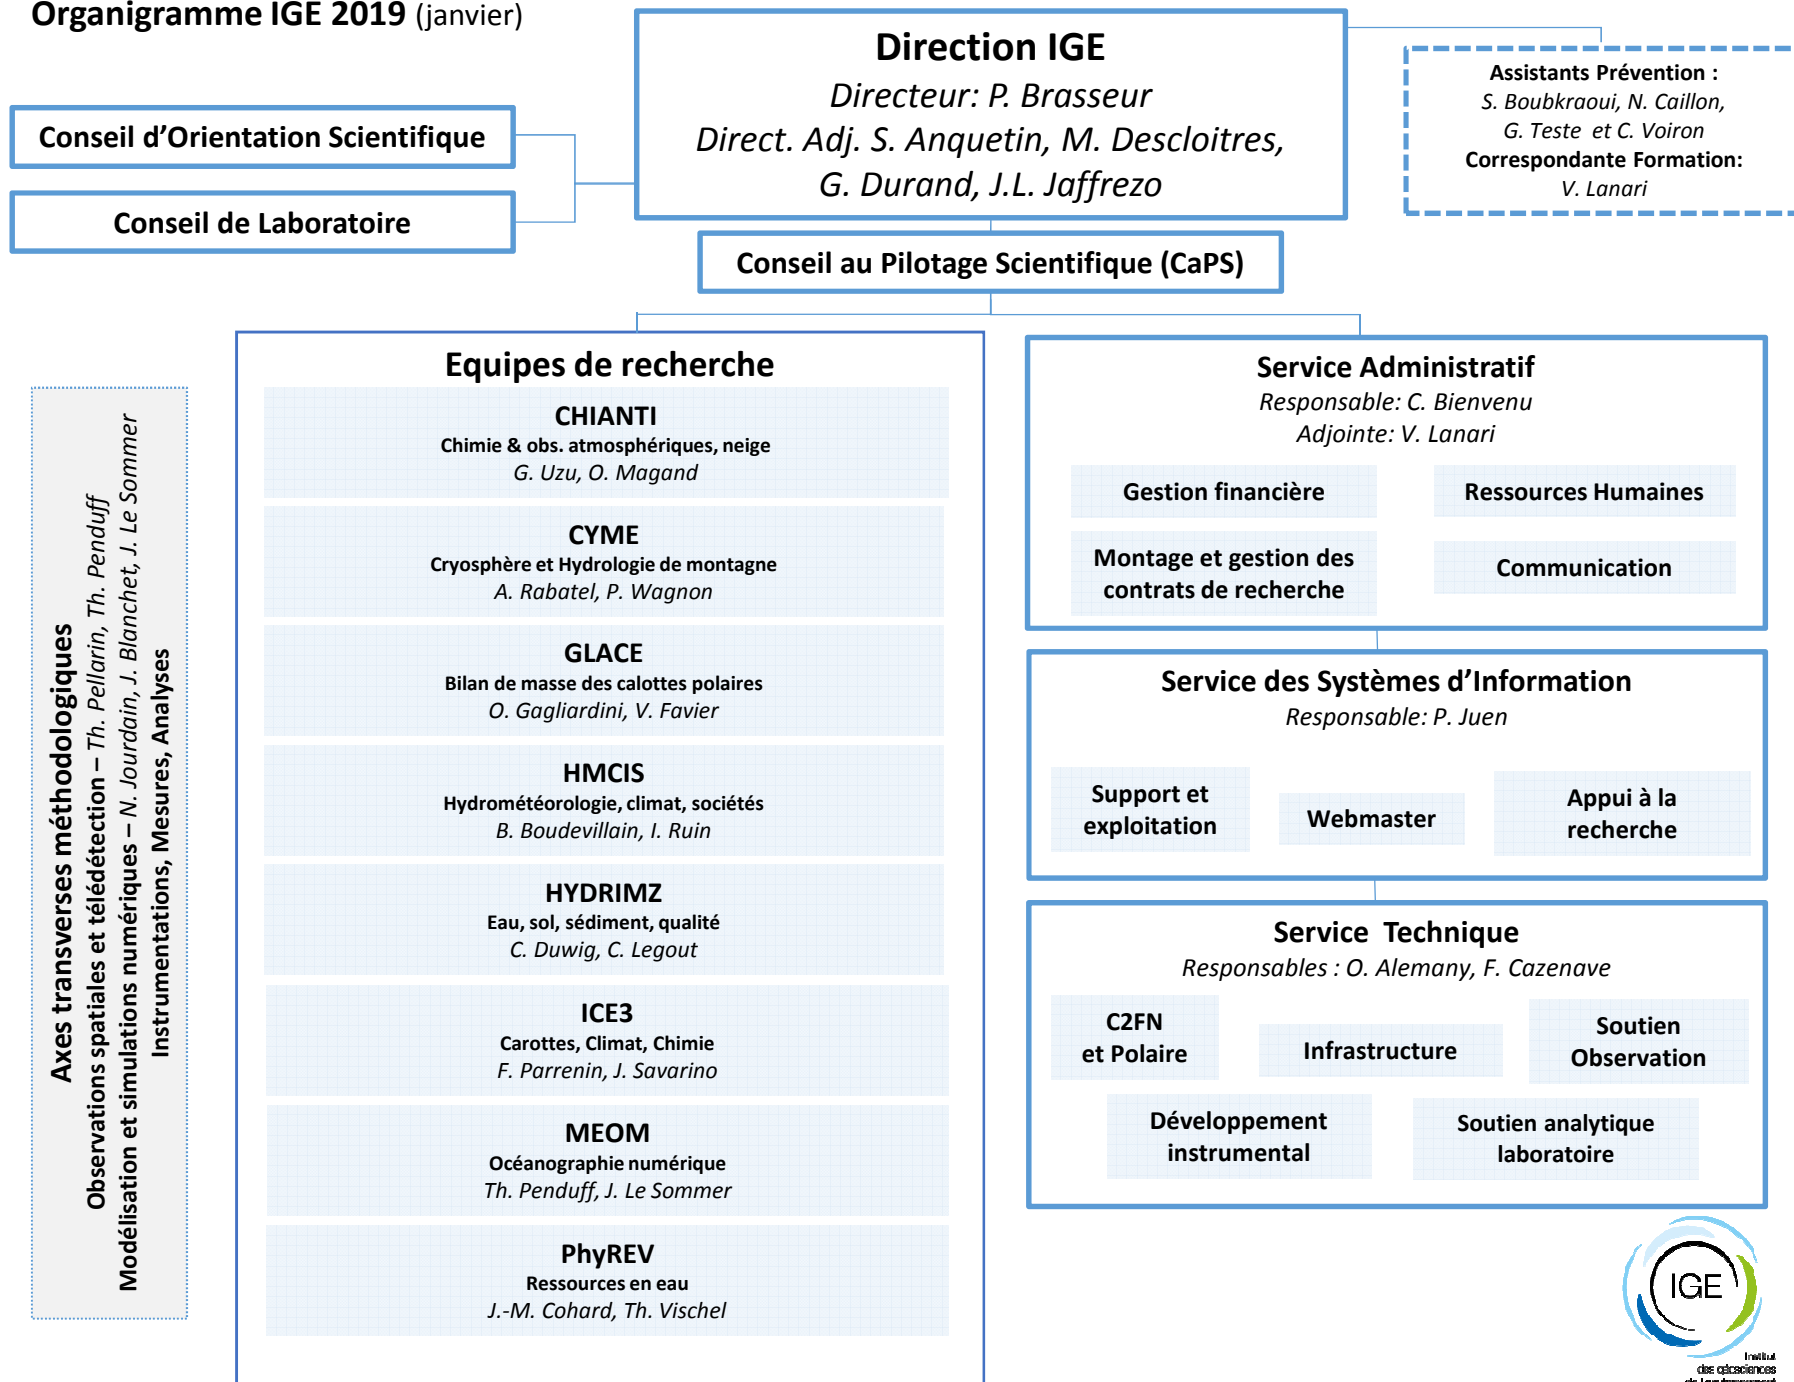 Organigramme IGE 2019 (janvier)
Direction IGE
Directeur: P. Brasseur
Direct. Adj. S. Anquetin, M. Descloitres,
G. Durand, J.L. Jaffrezo
Assistants Prévention :
S. Boubkraoui, N. Caillon,
G. Teste et C. Voiron
Correspondante Formation:
V. Lanari
Conseil d'Orientation Scientifique
Conseil de Laboratoire
Conseil au Pilotage Scientifique (CaPS)
Axes transverses méthodologiques
Observations spatiales et télédétection – Th. Pellarin, Th. Penduff
Modélisation et simulations numériques – N. Jourdain, J. Blanchet, J. Le Sommer
Instrumentations, Mesures, Analyses
Equipes de recherche
CHIANTI
Chimie & obs. atmosphériques, neige
G. Uzu, O. Magand
CYME
Cryosphère et Hydrologie de montagne
A. Rabatel, P. Wagnon
GLACE
Bilan de masse des calottes polaires
O. Gagliardini, V. Favier
HMCIS
Hydrométéorologie, climat, sociétés
B. Boudevillain, I. Ruin
HYDRIMZ
Eau, sol, sédiment, qualité
C. Duwig, C. Legout
ICE3
Carottes, Climat, Chimie
F. Parrenin, J. Savarino
MEOM
Océanographie numérique
Th. Penduff, J. Le Sommer
PhyREV
Ressources en eau
J.-M. Cohard, Th. Vischel
Service Administratif
Responsable: C. Bienvenu
Adjointe: V. Lanari
Gestion financière
Ressources Humaines
Montage et gestion des
contrats de recherche
Communication
Service des Systèmes d'Information
Responsable: P. Juen
Support et
exploitation
Webmaster
Appui à la
recherche
Service Technique
Responsables : O. Alemany, F. Cazenave
C2FN
et Polaire
Infrastructure
Soutien
Observation
Développement
instrumental
Soutien analytique
laboratoire
IGE
Institut
des géosciences